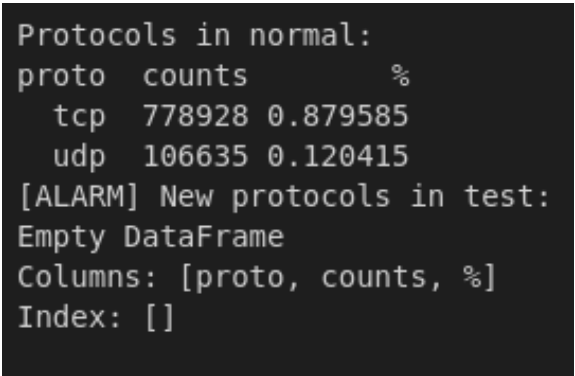 Protocols in normal:
proto  counts        %
  tcp  778928 0.879585
  udp  106635 0.120415
[ALARM] New protocols in test:
Empty DataFrame
Columns: [proto, counts, %]
Index: []